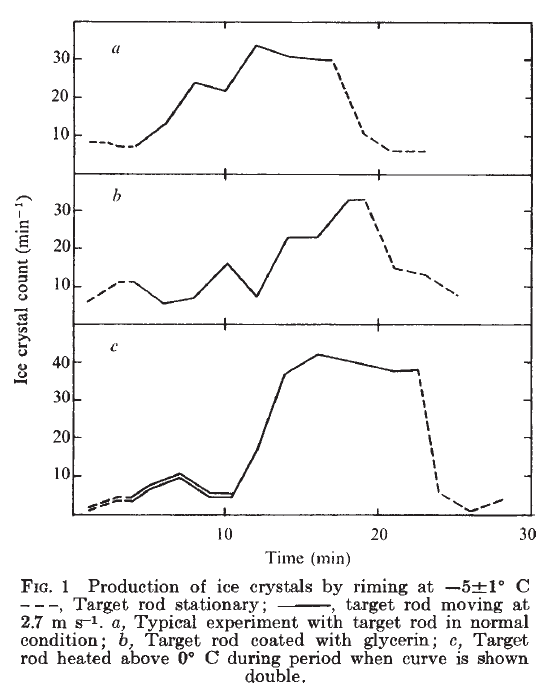 a
30
20
10
b
30
20
10
Ice crystal count (min−1)
c
40
30
20
10
10
20
30
Time (min)
FIG. 1 Production of ice crystals by riming at −5±1° C
– – –, Target rod stationary; ———, target rod moving at
2.7 m s−1. a, Typical experiment with target rod in normal
condition; b, Target rod coated with glycerin; c, Target
rod heated above 0° C during period when curve is shown
double.